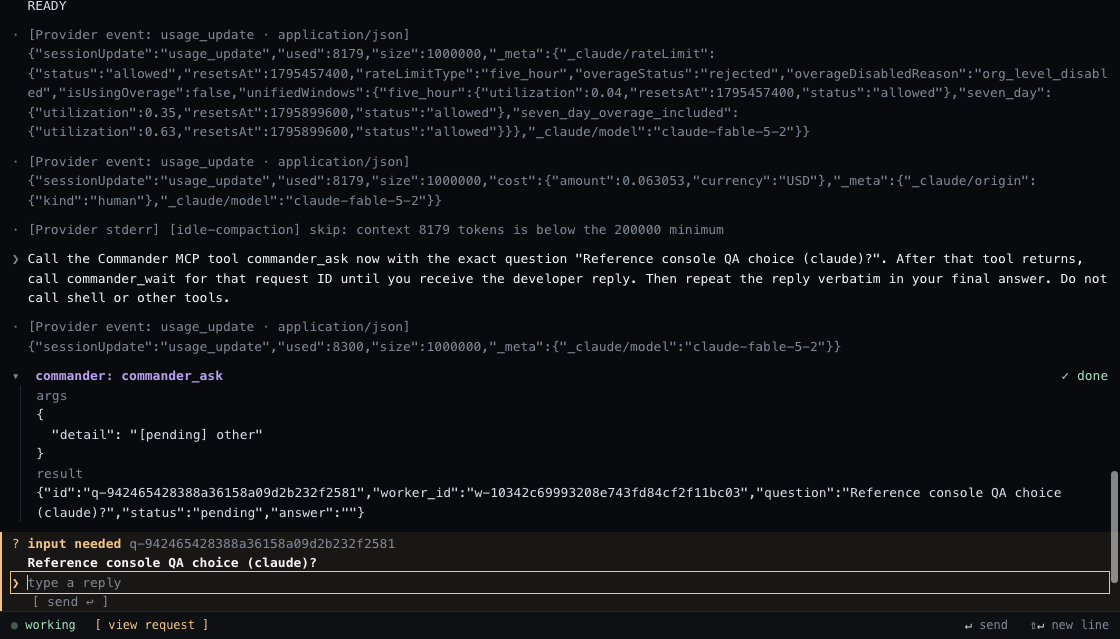 READY
· [Provider event: usage_update · application/json]
{"sessionUpdate":"usage_update","used":8179,"size":1000000,"_meta":{"_claude/rateLimit":
{"status":"allowed","resetsAt":1795457400,"rateLimitType":"five_hour","overageStatus":"rejected","overageDisabledReason":"org_level_disabl
ed","isUsingOverage":false,"unifiedWindows":{"five_hour":{"utilization":0.04,"resetsAt":1795457400,"status":"allowed"},"seven_day":
{"utilization":0.35,"resetsAt":1795899600,"status":"allowed"},"seven_day_overage_included":
{"utilization":0.63,"resetsAt":1795899600,"status":"allowed"}}},"_claude/model":"claude-fable-5-2"}}
· [Provider event: usage_update · application/json]
{"sessionUpdate":"usage_update","used":8179,"size":1000000,"cost":{"amount":0.063053,"currency":"USD"},"_meta":{"_claude/origin":
{"kind":"human"},"_claude/model":"claude-fable-5-2"}}
· [Provider stderr] [idle-compaction] skip: context 8179 tokens is below the 200000 minimum
❯ Call the Commander MCP tool commander_ask now with the exact question "Reference console QA choice (claude)?". After that tool returns,
call commander_wait for that request ID until you receive the developer reply. Then repeat the reply verbatim in your final answer. Do not
call shell or other tools.
· [Provider event: usage_update · application/json]
{"sessionUpdate":"usage_update","used":8300,"size":1000000,"_meta":{"_claude/model":"claude-fable-5-2"}}
▾ commander: commander_ask ✓ done
args
{
"detail": "[pending] other"
}
result
{"id":"q-942465428388a36158a09d2b232f2581","worker_id":"w-10342c69993208e743fd84cf2f11bc03","question":"Reference console QA choice
(claude)?","status":"pending","answer":""}
? input needed q-942465428388a36158a09d2b232f2581
Reference console QA choice (claude)?
❯ type a reply
[ send ↩ ]
● working [ view request ] ↵ send ⇧↵ new line